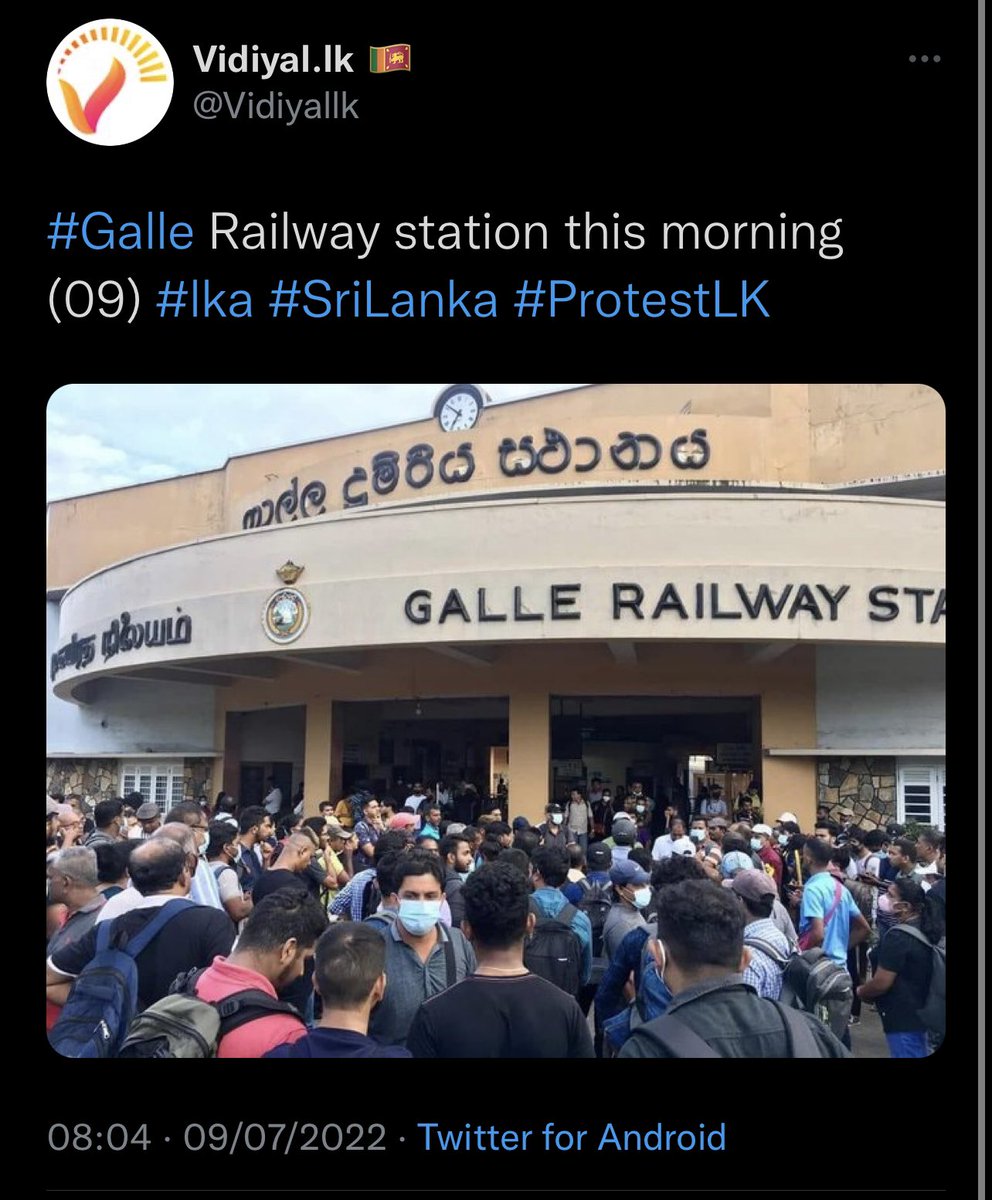 Vidiyal.lk
@Vidiyallk
#Galle Railway station this morning
(09) #lka #SriLanka #ProtestLK
ගාල්ල දුම්රිය ස්ථානය
GALLE RAILWAY STA
நிலையம்
08:04 · 09/07/2022 · Twitter for Android